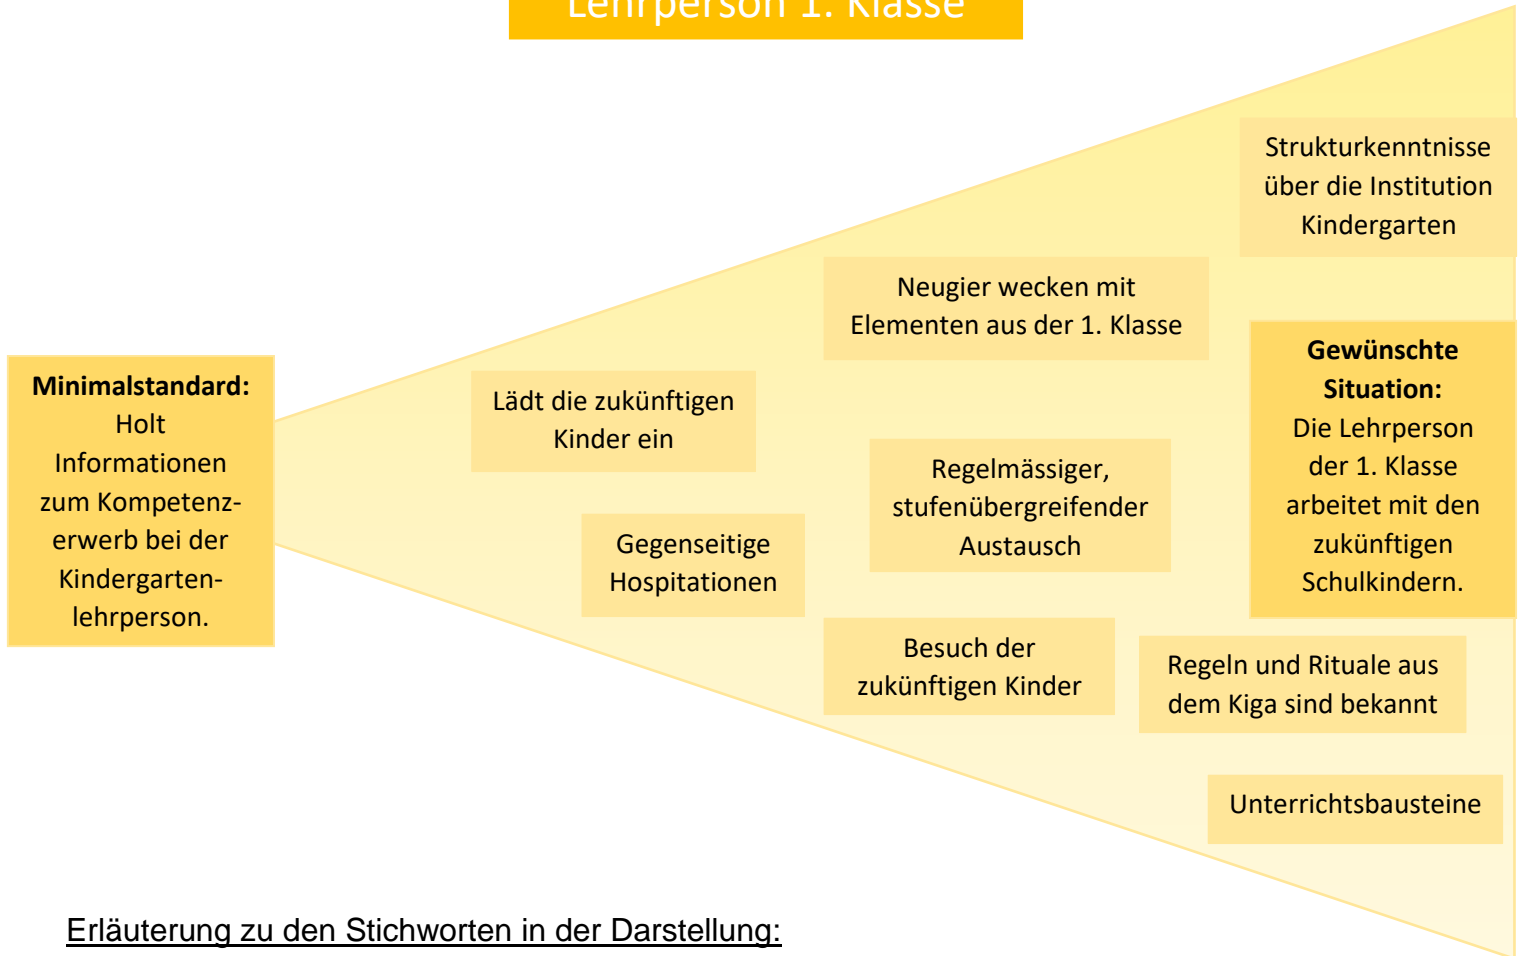 Lehrperson 1. Klasse
Strukturkenntnisse
über die Institution
Kindergarten
Neugier wecken mit
Elementen aus der 1. Klasse
Minimalstandard:
Holt
Informationen
zum Kompetenz-
erwerb bei der
Kindergarten-
lehrperson.
Lädt die zukünftigen
Kinder ein
Gegenseitige
Hospitationen
Regelmässiger,
stufenübergreifender
Austausch
Gewünschte
Situation:
Die Lehrperson
der 1. Klasse
arbeitet mit den
zukünftigen
Schulkindern.
Besuch der
zukünftigen Kinder
Regeln und Rituale aus
dem Kiga sind bekannt
Unterrichtsbausteine
Erläuterung zu den Stichworten in der Darstellung: